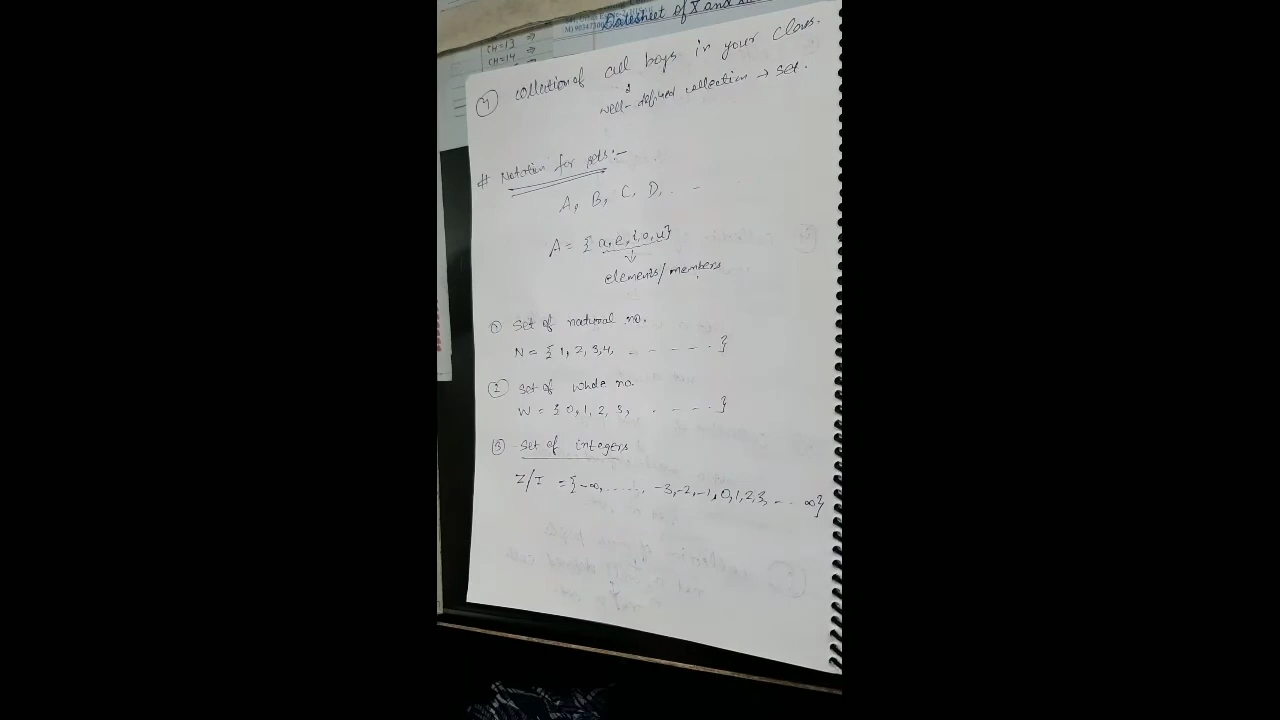 Datesheet of X and
M190347300
CH=13 ⇒
CH=14 ⇒
4) collection of all boys in your class.
↓
well-defined collection → set.
# Notation for sets:-
A, B, C, D, . . –
A = { a, e, i, o, u}
↓
elements/members
① Set of natural no.
N = { 1, 2, 3, 4, . – – – – . }
② Set of whole no.
W = { 0, 1, 2, 3, . – – – . }
③ Set of integers
Z/I = {-∞, ...... -3, -2, -1, 0, 1, 2, 3, – . . ∞}